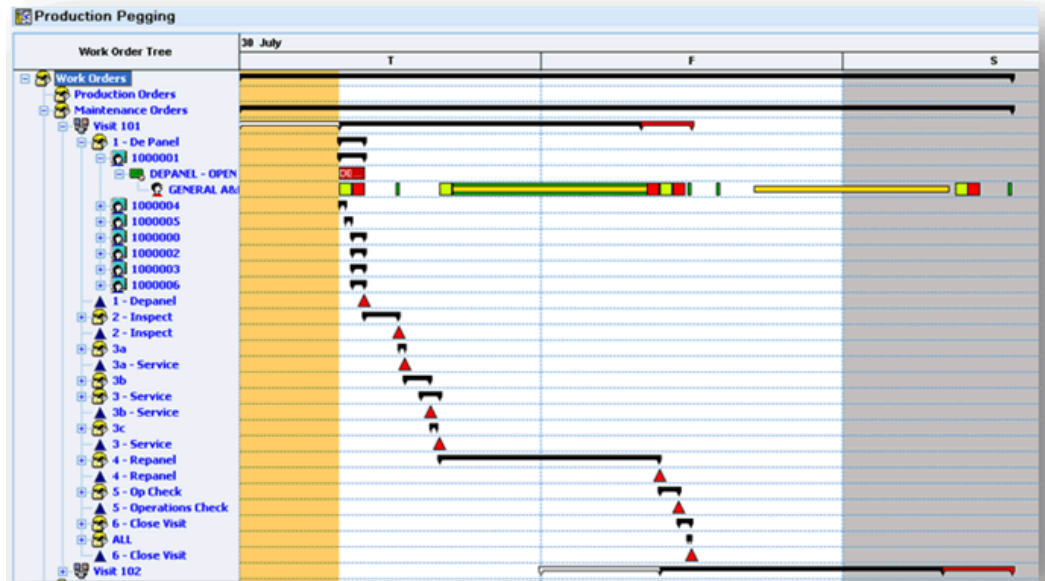 Production Pegging
Work Order Tree
30 July
T F S
Work Orders
Production Orders
Maintenance Orders
Visit 101
1 - De Panel
1000001
DEPANEL - OPEN
GENERAL A&
1000004
1000005
1000000
1000002
1000003
1000006
1 - Depanel
2 - Inspect
2 - Inspect
3a
3a - Service
3b
3 - Service
3b - Service
3c
3 - Service
4 - Repanel
4 - Repanel
5 - Op Check
5 - Operations Check
6 - Close Visit
ALL
6 - Close Visit
Visit 102